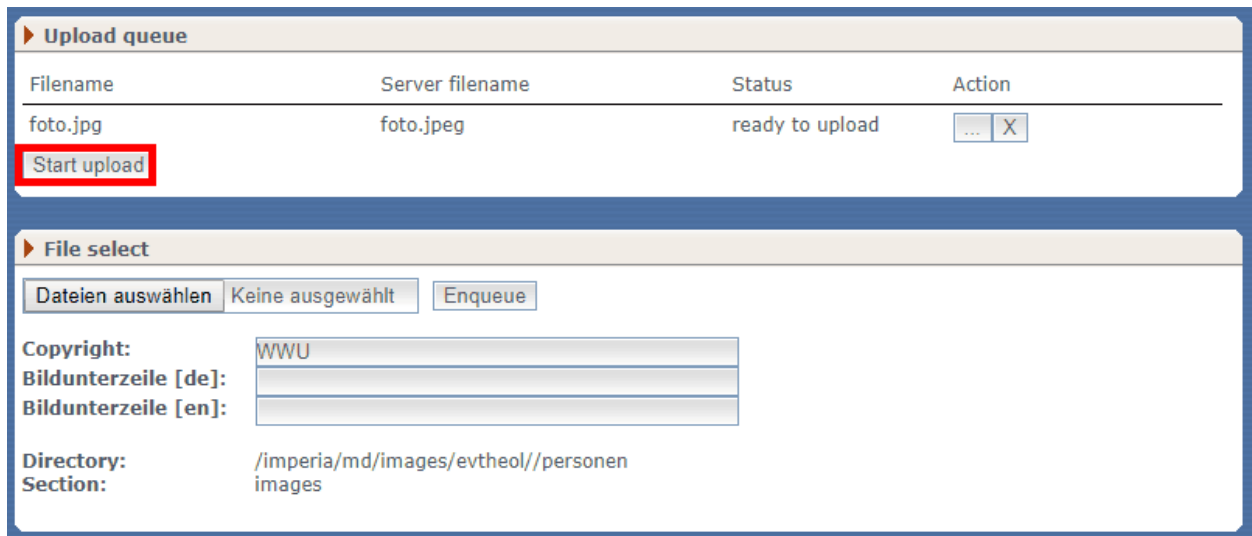 Upload queue
Filename Server filename Status Action
foto.jpg foto.jpeg ready to upload ... X
Start upload
File select
Dateien auswählen Keine ausgewählt Enqueue
Copyright: WWU
Bildunterzeile [de]:
Bildunterzeile [en]:
Directory: /imperia/md/images/evtheol//personen
Section: images